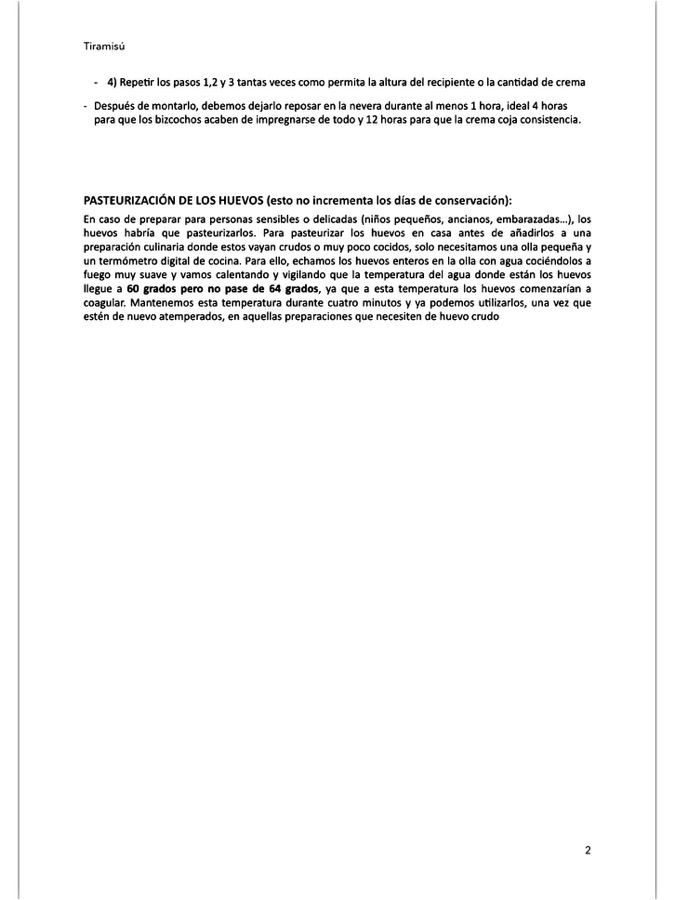 Tiramisú
- 4) Repetir los pasos 1,2 y 3 tantas veces como permita la altura del recipiente o la cantidad de crema
- Después de montarlo, debemos dejarlo reposar en la nevera durante al menos 1 hora, ideal 4 horas
para que los bizcochos acaben de impregnarse de todo y 12 horas para que la crema coja consistencia.
PASTEURIZACIÓN DE LOS HUEVOS (esto no incrementa los días de conservación):
En caso de preparar para personas sensibles o delicadas (niños pequeños, ancianos, embarazadas...), los
huevos habría que pasteurizarlos. Para pasteurizar los huevos en casa antes de añadirlos a una
preparación culinaria donde estos vayan crudos o muy poco cocidos, solo necesitamos una olla pequeña y
un termómetro digital de cocina. Para ello, echamos los huevos enteros en la olla con agua cociéndolos a
fuego muy suave y vamos calentando y vigilando que la temperatura del agua donde están los huevos
llegue a 60 grados pero no pase de 64 grados, ya que a esta temperatura los huevos comenzarían a
coagular. Mantenemos esta temperatura durante cuatro minutos y ya podemos utilizarlos, una vez que
estén de nuevo atemperados, en aquellas preparaciones que necesiten de huevo crudo
2